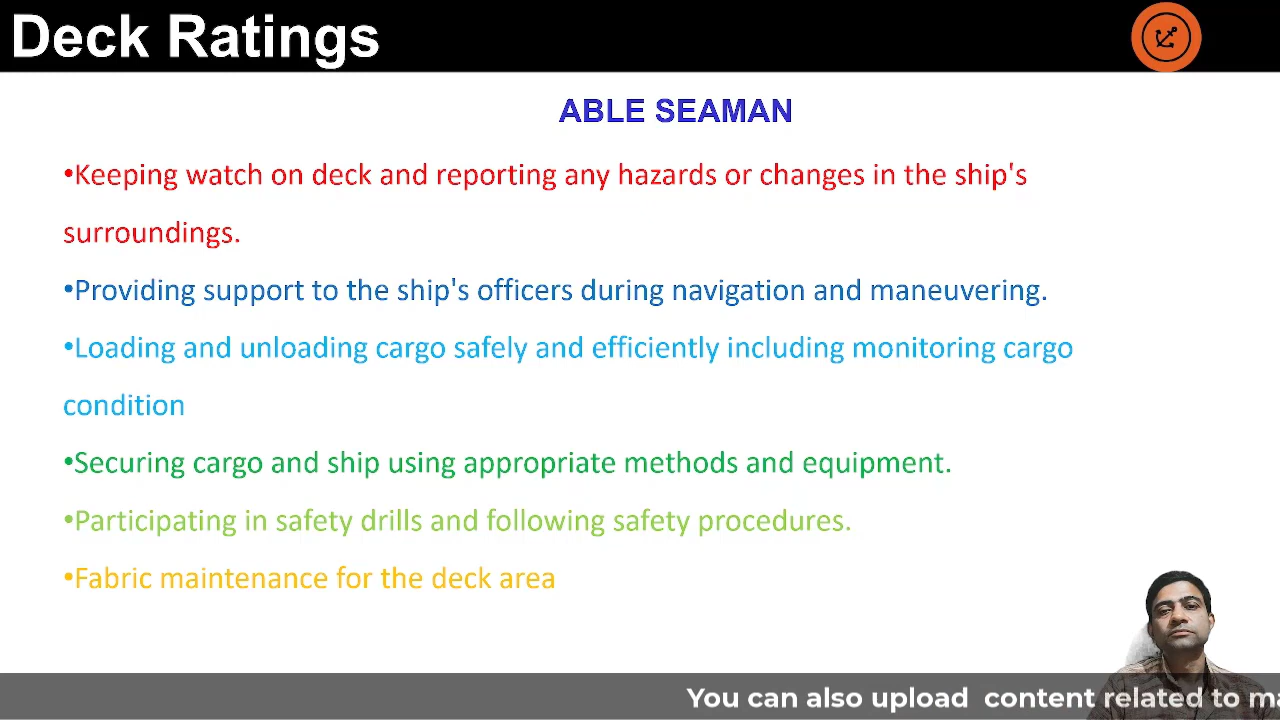 Deck Ratings
ABLE SEAMAN
•Keeping watch on deck and reporting any hazards or changes in the ship's
surroundings.
•Providing support to the ship's officers during navigation and maneuvering.
•Loading and unloading cargo safely and efficiently including monitoring cargo
condition
•Securing cargo and ship using appropriate methods and equipment.
•Participating in safety drills and following safety procedures.
•Fabric maintenance for the deck area
You can also upload content related to